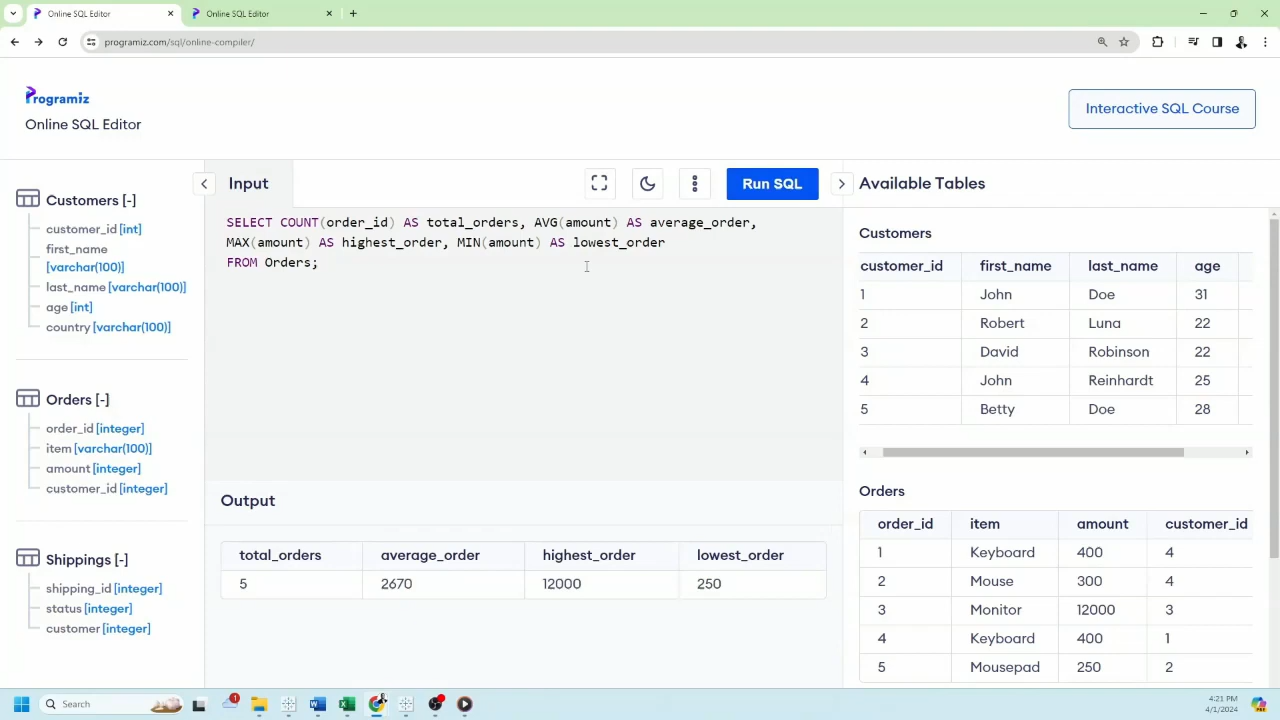 Online SQL Editor
Online SQL Editor
programiz.com/sql/online-compiler/
Programiz
Online SQL Editor
Interactive SQL Course
Customers [-]
customer_id [int]
first_name
[varchar(100)]
last_name [varchar(100)]
age [int]
country [varchar(100)]
Orders [-]
order_id [integer]
item [varchar(100)]
amount [integer]
customer_id [integer]
Shippings [-]
shipping_id [integer]
status [integer]
customer [integer]
Input
Run SQL
SELECT COUNT(order_id) AS total_orders, AVG(amount) AS average_order,
MAX(amount) AS highest_order, MIN(amount) AS lowest_order
FROM Orders;
Output
total_orders average_order highest_order lowest_order
5 2670 12000 250
Available Tables
Customers
customer_id first_name last_name age
1 John Doe 31
2 Robert Luna 22
3 David Robinson 22
4 John Reinhardt 25
5 Betty Doe 28
Orders
order_id item amount customer_id
1 Keyboard 400 4
2 Mouse 300 4
3 Monitor 12000 3
4 Keyboard 400 1
5 Mousepad 250 2
Search
1
4:21 PM
4/1/2024